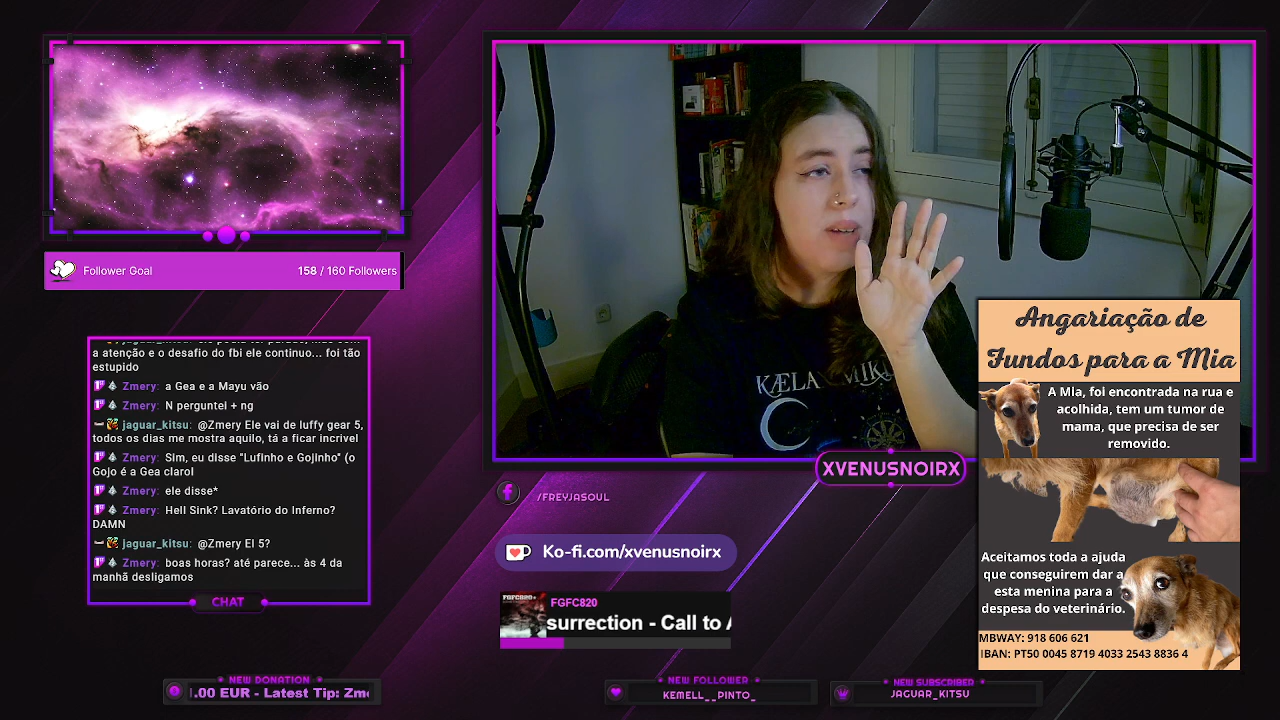 Follower Goal
158 / 160 Followers
a atenção e o desafio do fbi ele continuo... foi tão
estupido
Zmery: a Gea e a Mayu vão
Zmery: N perguntei + ng
jaguar_kitsu: @Zmery Ele vai de luffy gear 5,
todos os dias me mostra aquilo, tá a ficar incrivel
Zmery: Sim, eu disse "Lufinho e Gojinho" (o
Gojo é a Gea claro!
Zmery: ele disse*
Zmery: Hell Sink? Lavatório do Inferno?
DAMN
jaguar_kitsu: @Zmery El 5?
Zmery: boas horas? até parece... às 4 da
manhã desligamos
CHAT
KÆLAN MIKLA
XVENUSNOIRX
/FREYJASOUL
Ko-fi.com/xvenusnoirx
FGFC820
FGFC820
surrection - Call to A
Angariação de
Fundos para a Mia
A Mia, foi encontrada na rua e
acolhida, tem um tumor de
mama, que precisa de ser
removido.
Aceitamos toda a ajuda
que conseguirem dar a
esta menina para a
despesa do veterinário.
MBWAY: 918 606 621
IBAN: PT50 0045 8719 4033 2543 8836 4
NEW DONATION
.00 EUR - Latest Tip: Zme
NEW FOLLOWER
KEMELL__PINTO_
NEW SUBSCRIBER
JAGUAR_KITSU